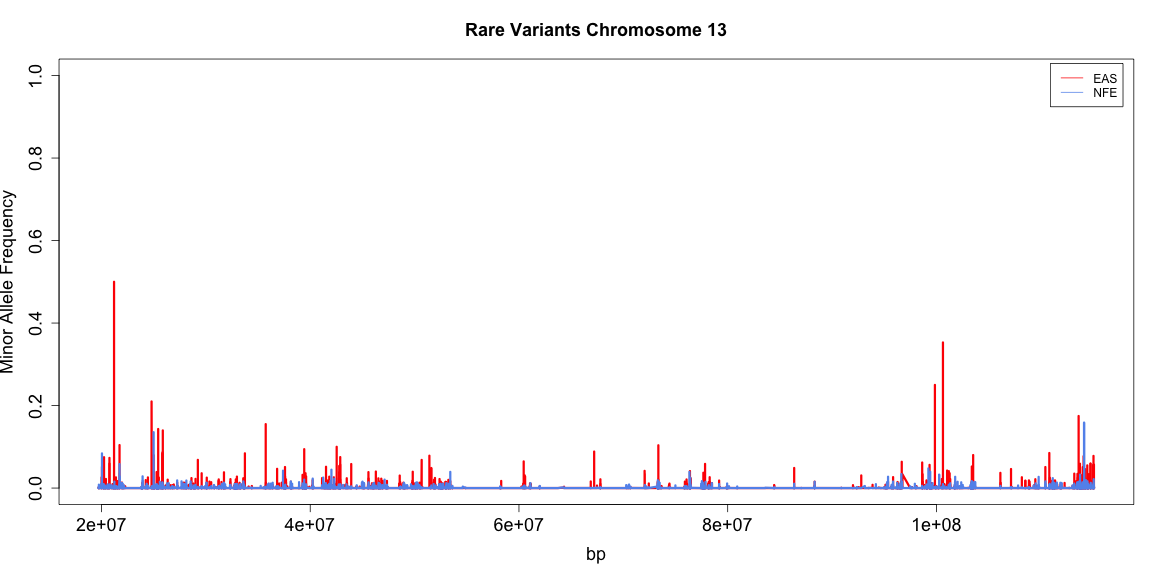 Rare Variants Chromosome 13
EAS
NFE
Minor Allele Frequency
1.0
0.8
0.6
0.4
0.2
0.0
2e+07 4e+07 6e+07 8e+07 1e+08
bp